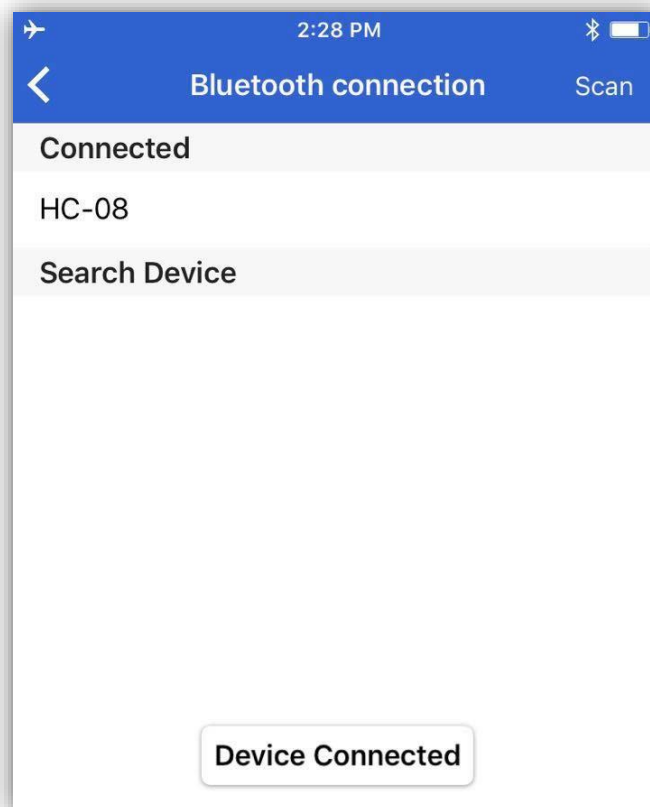 2:28 PM
Bluetooth connection Scan
Connected
HC-08
Search Device
Device Connected